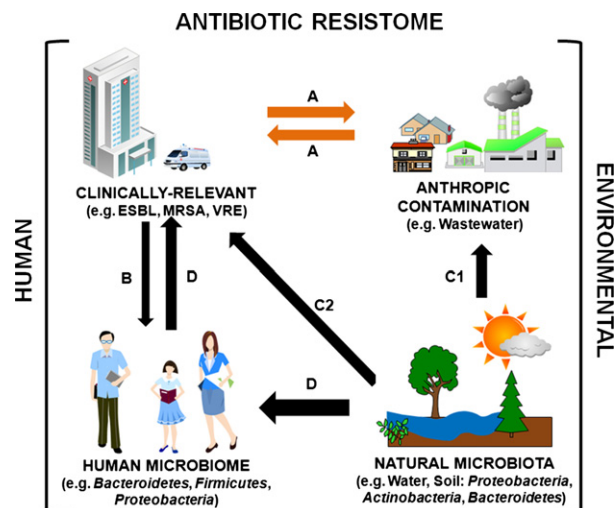 ANTIBIOTIC RESISTOME
HUMAN
ENVIRONMENTAL
A
A
CLINICALLY-RELEVANT
(e.g. ESBL, MRSA, VRE)
ANTHROPIC
CONTAMINATION
(e.g. Wastewater)
B
D
C2
C1
D
HUMAN MICROBIOME
(e.g. Bacteroidetes, Firmicutes,
Proteobacteria)
NATURAL MICROBIOTA
(e.g. Water, Soil: Proteobacteria,
Actinobacteria, Bacteroidetes)